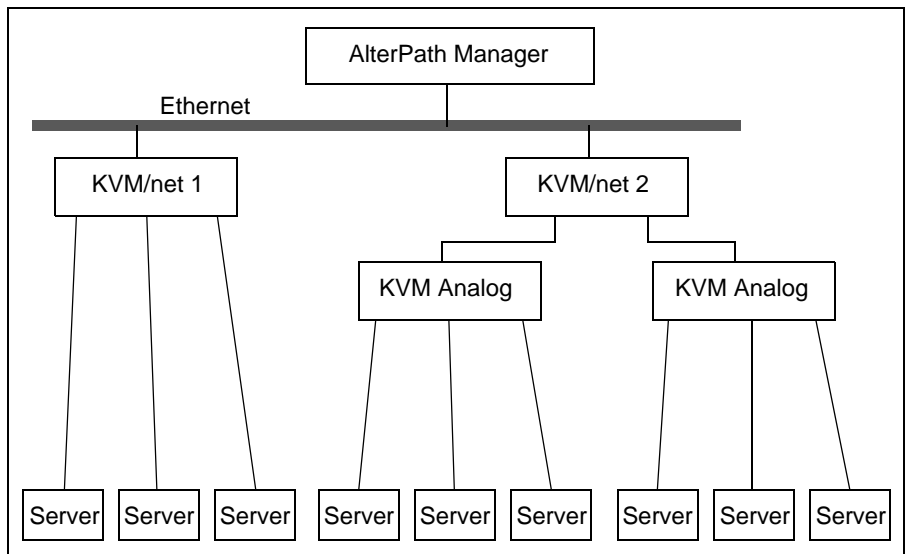 AlterPath Manager
Ethernet
KVM/net 1
KVM/net 2
KVM Analog
KVM Analog
Server
Server
Server
Server
Server
Server
Server
Server
Server